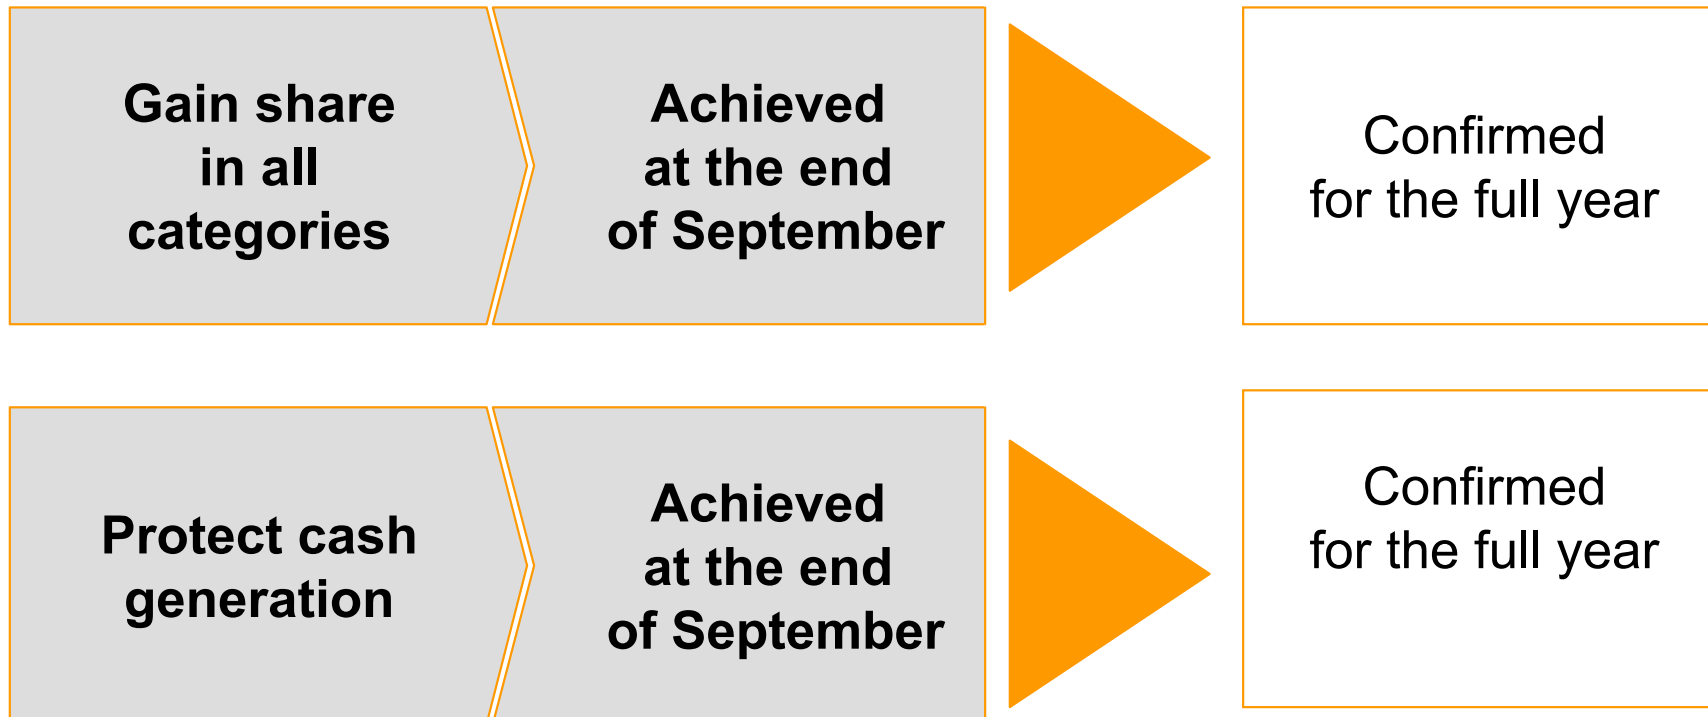 Gain share
in all
categories
Achieved
at the end
of September
Confirmed
for the full year
Protect cash
generation
Achieved
at the end
of September
Confirmed
for the full year